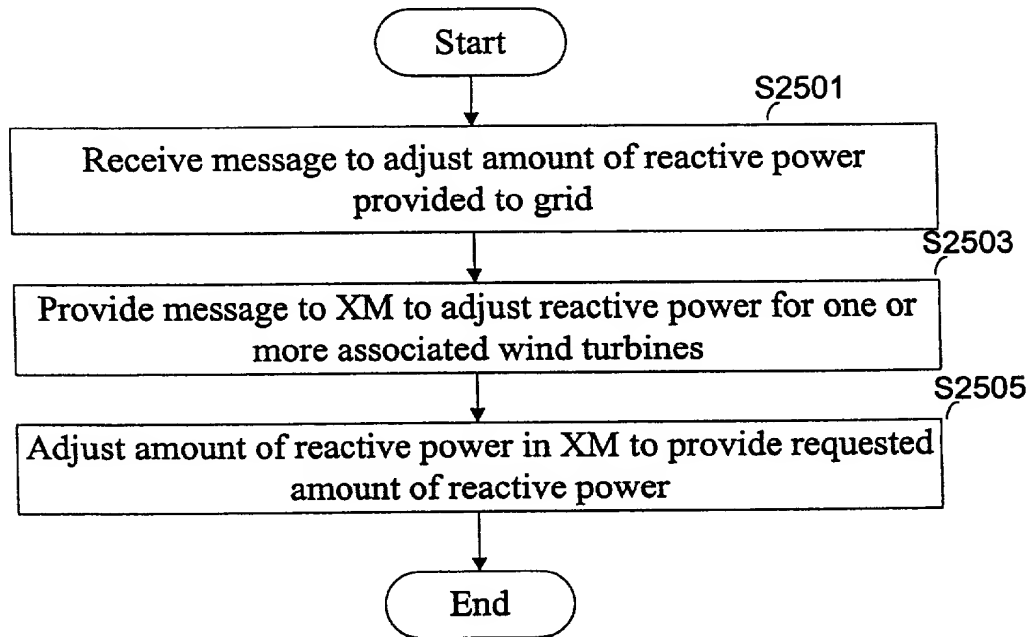 Start
S2501
Receive message to adjust amount of reactive power
provided to grid
S2503
Provide message to XM to adjust reactive power for one or
more associated wind turbines
S2505
Adjust amount of reactive power in XM to provide requested
amount of reactive power
End